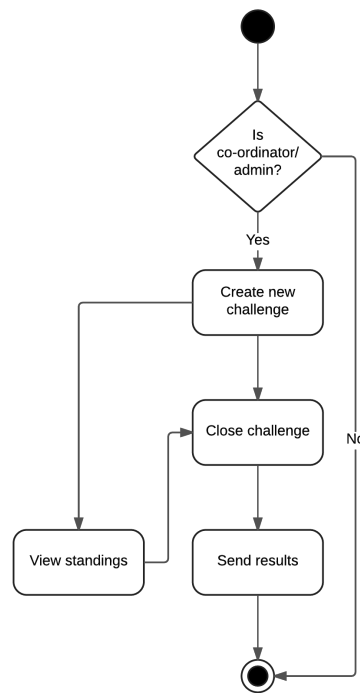 Is
co-ordinator/
admin?
Yes
Create new
challenge
Close challenge
No
View standings
Send results